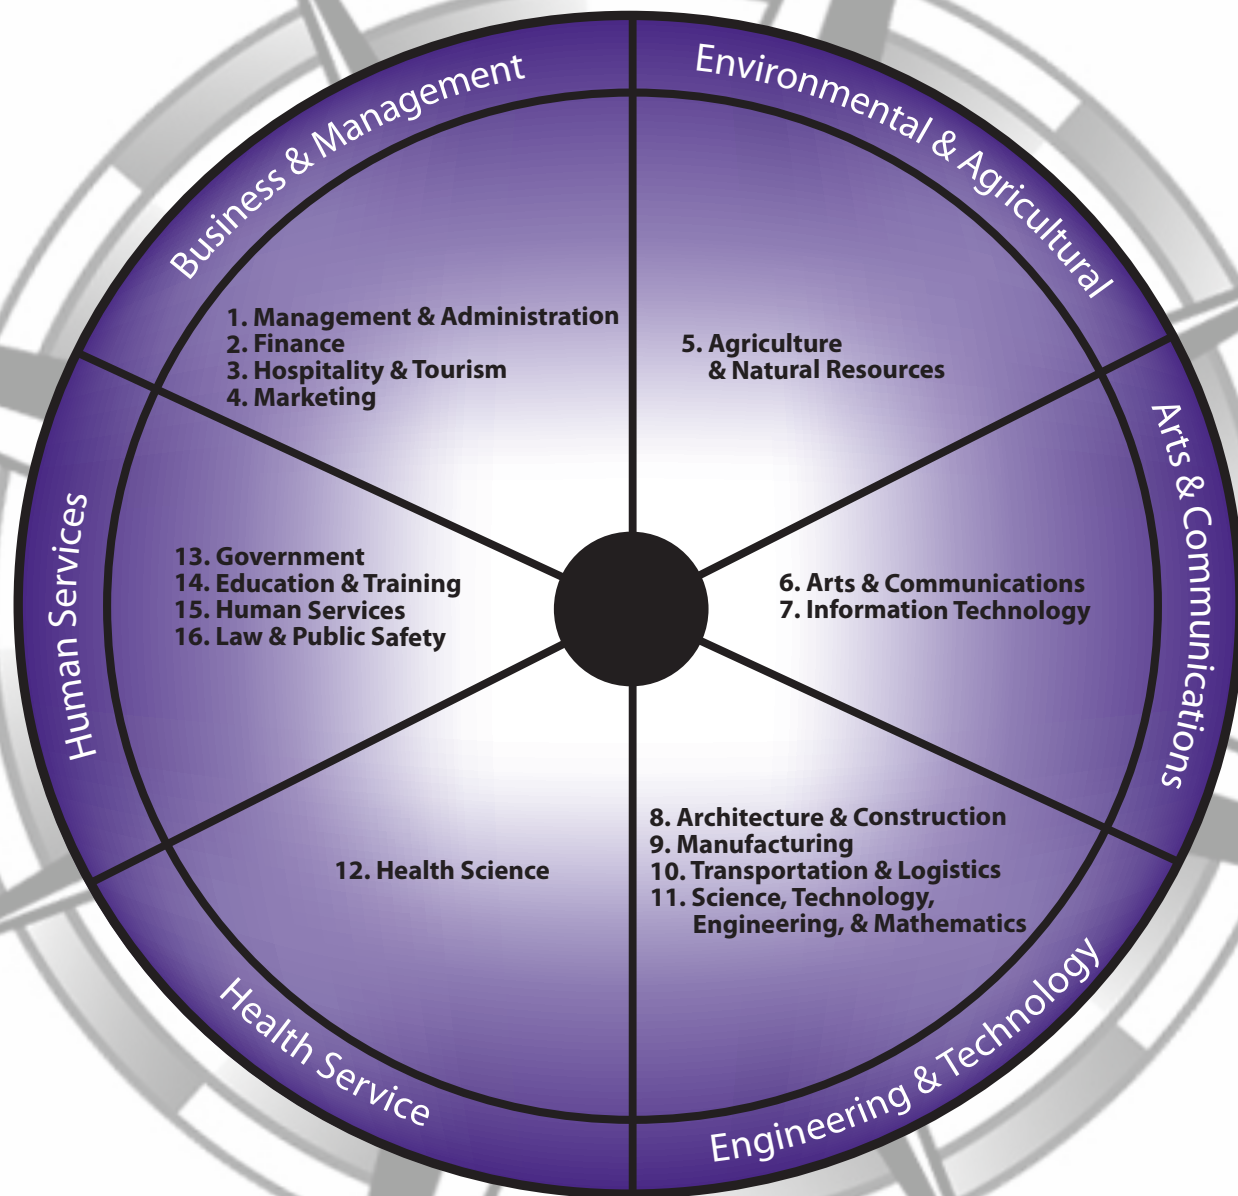 Business & Management
1. Management & Administration
2. Finance
3. Hospitality & Tourism
4. Marketing
Environmental & Agricultural
5. Agriculture
& Natural Resources
Arts & Communications
6. Arts & Communications
7. Information Technology
Engineering & Technology
8. Architecture & Construction
9. Manufacturing
10. Transportation & Logistics
11. Science, Technology,
Engineering, & Mathematics
Health Service
12. Health Science
Human Services
13. Government
14. Education & Training
15. Human Services
16. Law & Public Safety